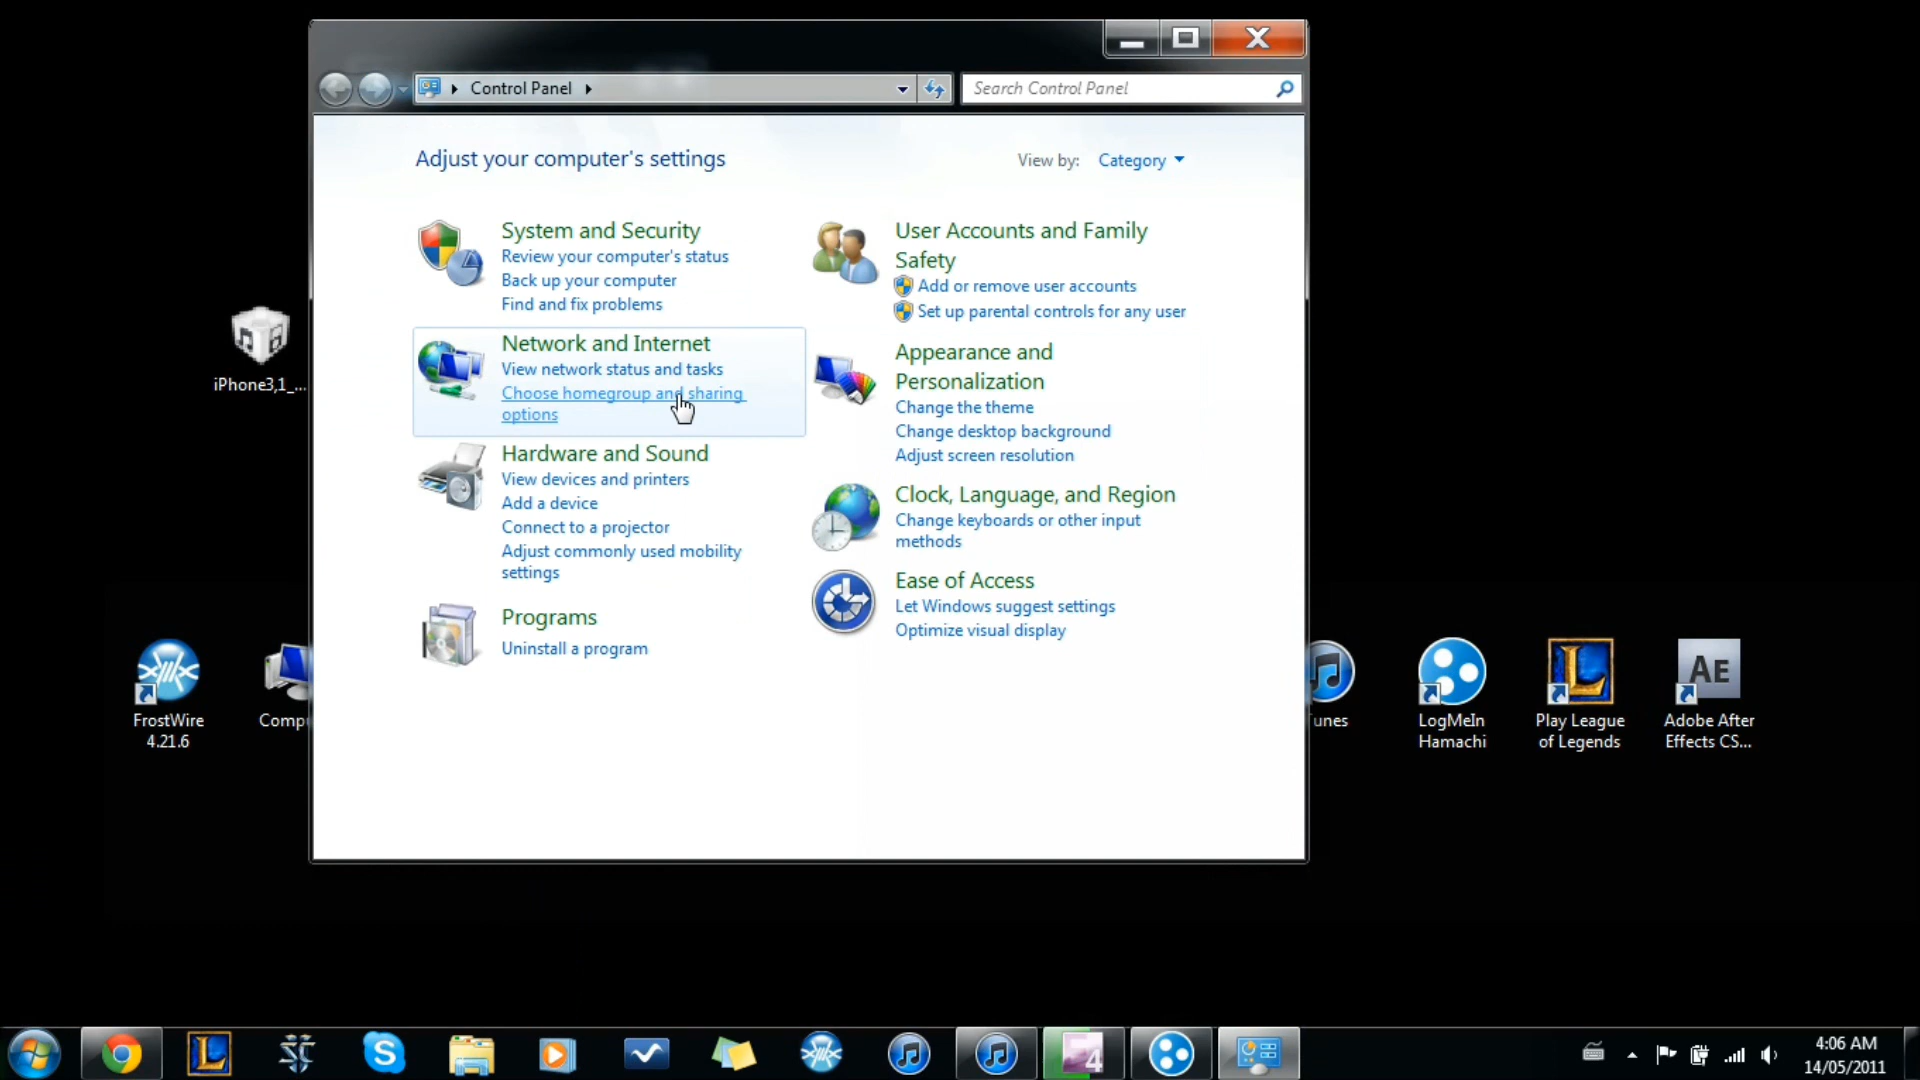 Control Panel
Search Control Panel
Adjust your computer's settings
View by: Category
System and Security
Review your computer's status
Back up your computer
Find and fix problems
Network and Internet
View network status and tasks
Choose homegroup and sharing
options
Hardware and Sound
View devices and printers
Add a device
Connect to a projector
Adjust commonly used mobility
settings
Programs
Uninstall a program
User Accounts and Family
Safety
Add or remove user accounts
Set up parental controls for any user
Appearance and
Personalization
Change the theme
Change desktop background
Adjust screen resolution
Clock, Language, and Region
Change keyboards or other input
methods
Ease of Access
Let Windows suggest settings
Optimize visual display
iPhone3,1_...
FrostWire
4.21.6
Compu
Tunes
LogMeIn
Hamachi
L
Play League
of Legends
AE
Adobe After
Effects CS...
L
S
4
4:06 AM
14/05/2011